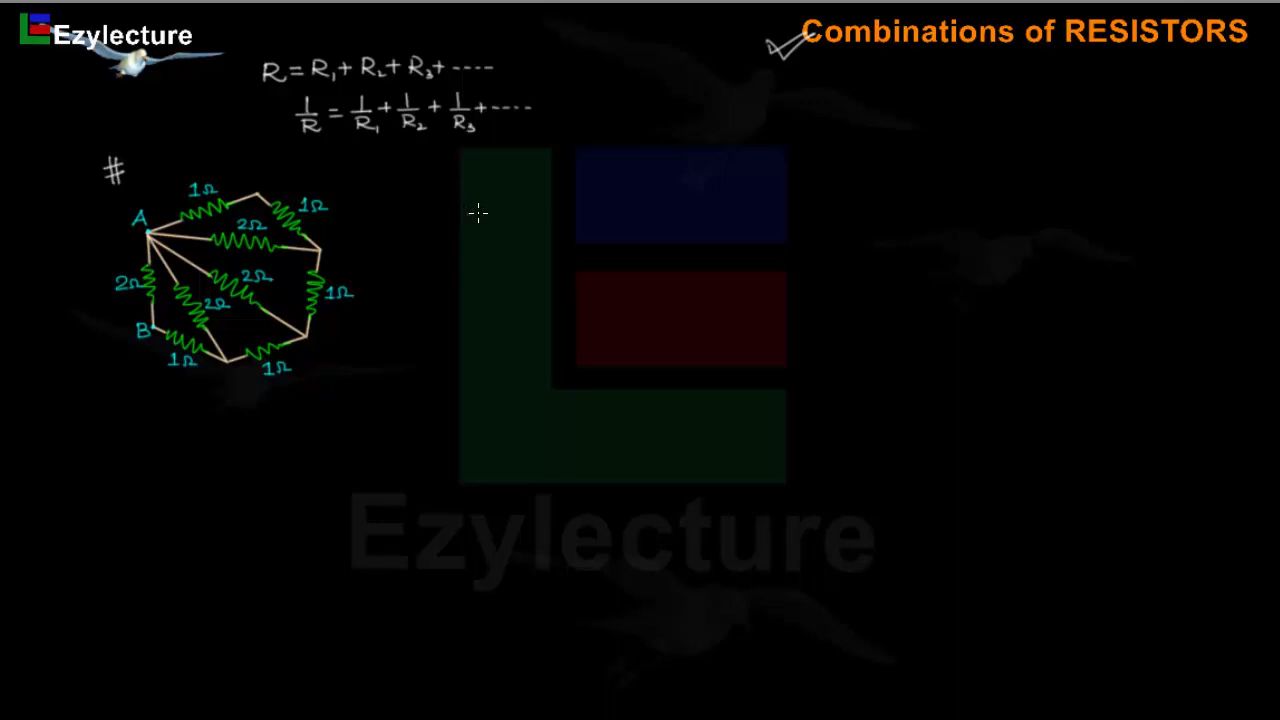 Ezylecture
Combinations of RESISTORS
R = R₁ + R₂ + R₃ + -----
1/R = 1/R₁ + 1/R₂ + 1/R₃ + ----
#
1Ω
1Ω
A
2Ω
2Ω
2Ω
1Ω
2Ω
B
1Ω
1Ω
Ezylecture